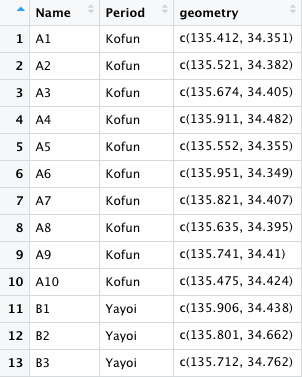 Name Period geometry
1 A1 Kofun c(135.412, 34.351)
2 A2 Kofun c(135.521, 34.382)
3 A3 Kofun c(135.674, 34.405)
4 A4 Kofun c(135.911, 34.482)
5 A5 Kofun c(135.552, 34.355)
6 A6 Kofun c(135.951, 34.349)
7 A7 Kofun c(135.821, 34.407)
8 A8 Kofun c(135.635, 34.395)
9 A9 Kofun c(135.741, 34.41)
10 A10 Kofun c(135.475, 34.424)
11 B1 Yayoi c(135.906, 34.438)
12 B2 Yayoi c(135.801, 34.662)
13 B3 Yayoi c(135.712, 34.762)